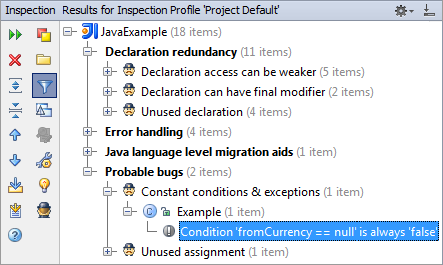 Inspection Results for Inspection Profile 'Project Default'
JavaExample (18 items)
Declaration redundancy (11 items)
Declaration access can be weaker (5 items)
Declaration can have final modifier (2 items)
Unused declaration (4 items)
Error handling (4 items)
Java language level migration aids (1 item)
Probable bugs (2 items)
Constant conditions & exceptions (1 item)
C Example (1 item)
Condition 'fromCurrency == null' is always 'false'
Unused assignment (1 item)